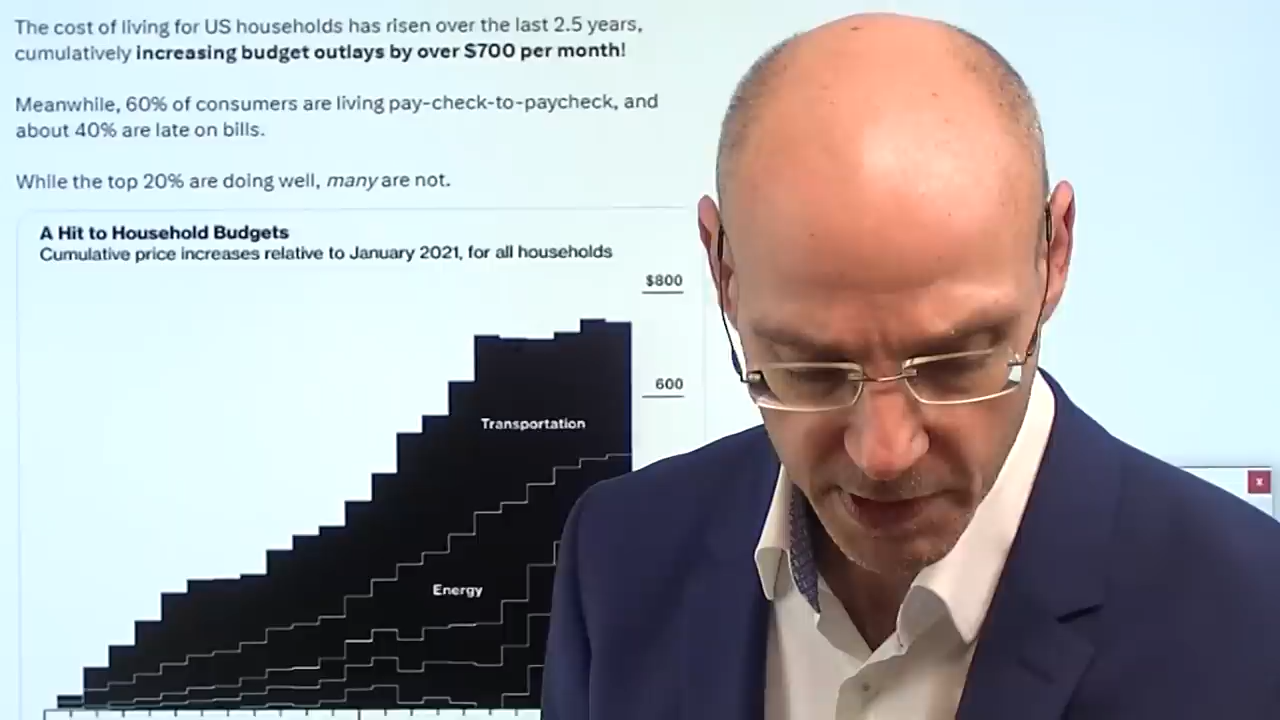 The cost of living for US households has risen over the last 2.5 years,
cumulatively increasing budget outlays by over $700 per month!
Meanwhile, 60% of consumers are living pay-check-to-paycheck, and
about 40% are late on bills.
While the top 20% are doing well, many are not.
A Hit to Household Budgets
Cumulative price increases relative to January 2021, for all households
$800
600
Transportation
Energy
x